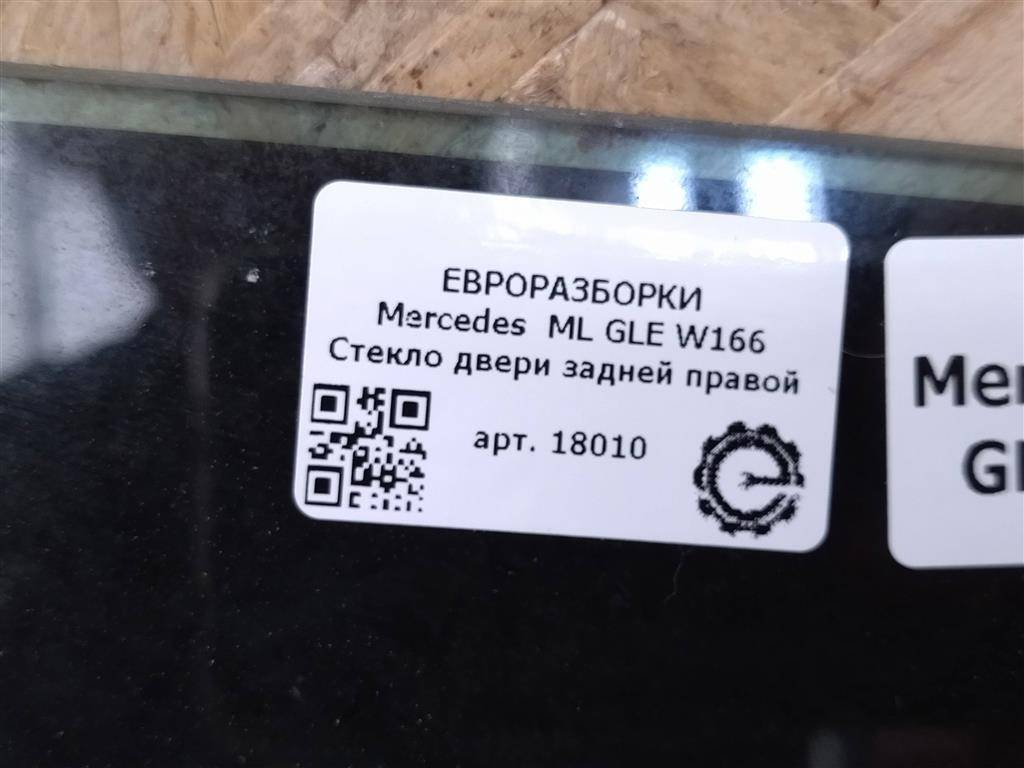 ЕВРОРАЗБОРКИ
Mercedes ML GLE W166
Стекло двери задней правой
арт. 18010